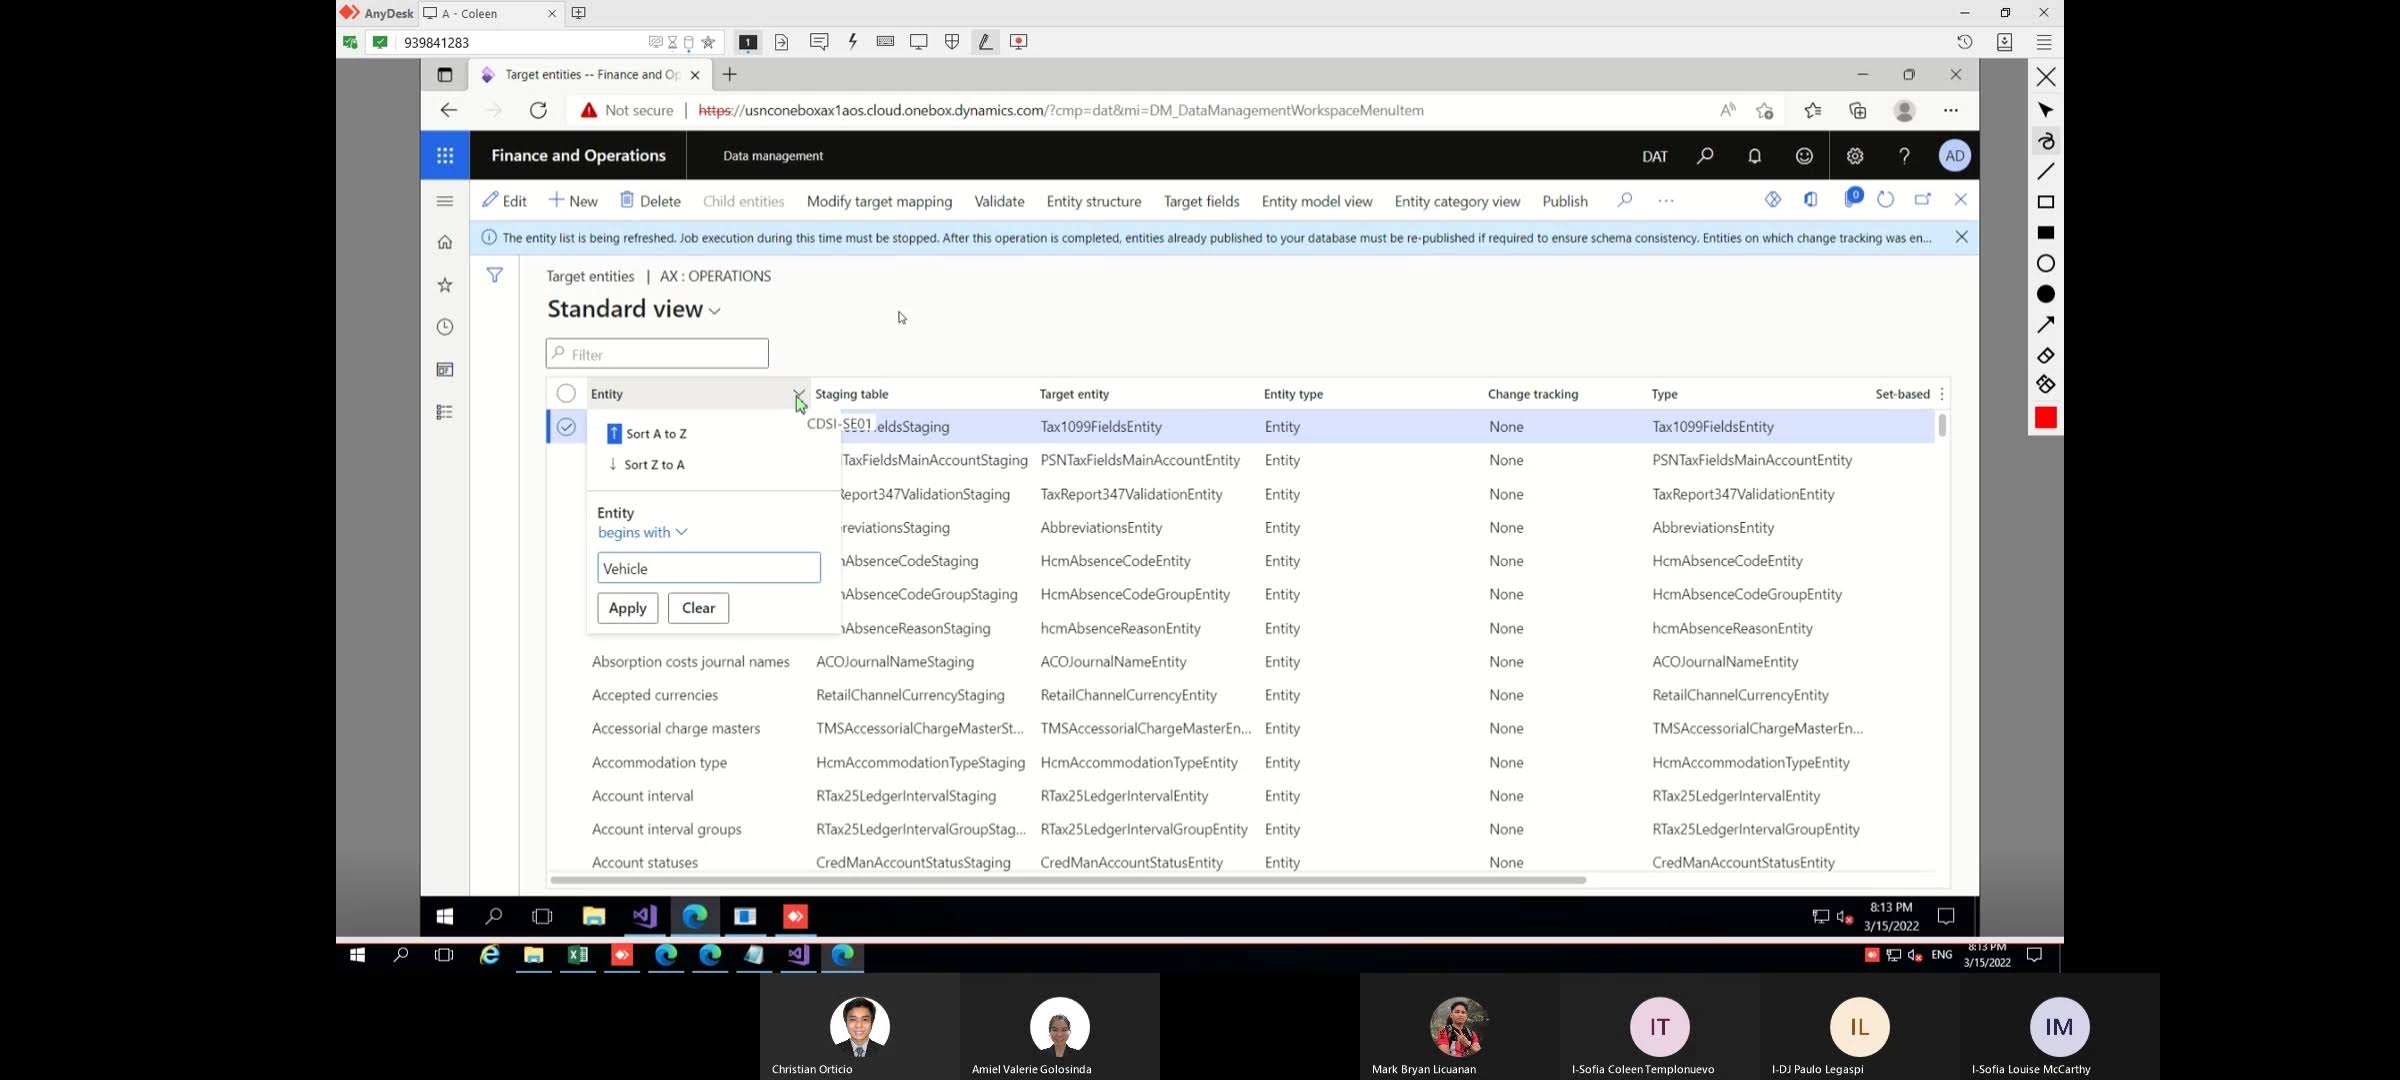 AnyDesk
A - Coleen
939841283
1
Target entities -- Finance and Op
Not secure
https://usnconeboxax1aos.cloud.onebox.dynamics.com/?cmp=dat&mi=DM_DataManagementWorkspaceMenuItem
Finance and Operations
Data management
DAT
AD
Edit
New
Delete
Child entities
Modify target mapping
Validate
Entity structure
Target fields
Entity model view
Entity category view
Publish
0
The entity list is being refreshed. Job execution during this time must be stopped. After this operation is completed, entities already published to your database must be re-published if required to ensure schema consistency. Entities on which change tracking was en...
Target entities | AX : OPERATIONS
Standard view
Filter
Entity Staging table Target entity Entity type Change tracking Type Set-based
CDSI-SE01
eldsStaging Tax1099FieldsEntity Entity None Tax1099FieldsEntity
Sort A to Z
TaxFieldsMainAccountStaging PSNTaxFieldsMainAccountEntity Entity None PSNTaxFieldsMainAccountEntity
Sort Z to A
Report347ValidationStaging TaxReport347ValidationEntity Entity None TaxReport347ValidationEntity
Entity
begins with
reviationsStaging AbbreviationsEntity Entity None AbbreviationsEntity
Vehicle
AbsenceCodeStaging HcmAbsenceCodeEntity Entity None HcmAbsenceCodeEntity
Apply Clear
AbsenceCodeGroupStaging HcmAbsenceCodeGroupEntity Entity None HcmAbsenceCodeGroupEntity
AbsenceReasonStaging hcmAbsenceReasonEntity Entity None hcmAbsenceReasonEntity
Absorption costs journal names ACOJournalNameStaging ACOJournalNameEntity Entity None ACOJournalNameEntity
Accepted currencies RetailChannelCurrencyStaging RetailChannelCurrencyEntity Entity None RetailChannelCurrencyEntity
Accessorial charge masters TMSAccessorialChargeMasterSt... TMSAccessorialChargeMasterEn... Entity None TMSAccessorialChargeMasterEn...
Accommodation type HcmAccommodationTypeStaging HcmAccommodationTypeEntity Entity None HcmAccommodationTypeEntity
Account interval RTax25LedgerIntervalStaging RTax25LedgerIntervalEntity Entity None RTax25LedgerIntervalEntity
Account interval groups RTax25LedgerIntervalGroupStag... RTax25LedgerIntervalGroupEntity Entity None RTax25LedgerIntervalGroupEntity
Account statuses CredManAccountStatusStaging CredManAccountStatusEntity Entity None CredManAccountStatusEntity
8:13 PM
3/15/2022
ENG
8:13 PM
3/15/2022
IT
IL
IM
Christian Orticio
Amiel Valerie Golosinda
Mark Bryan Licuanan
I-Sofia Coleen Templonuevo
I-DJ Paulo Legaspi
I-Sofia Louise McCarthy